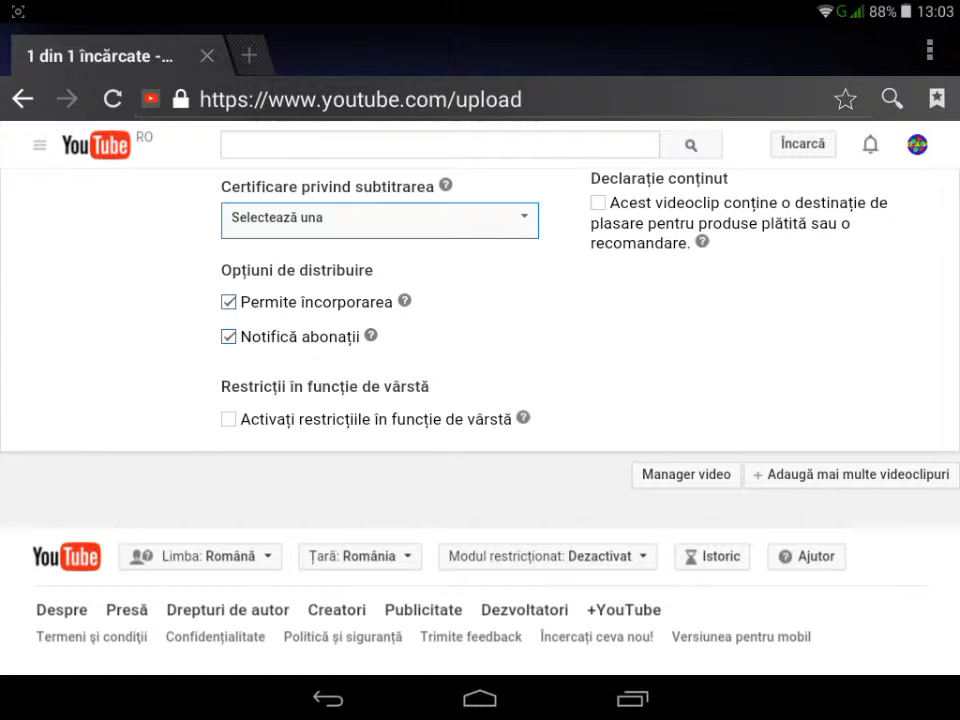 88% 13:03
1 din 1 încărcate -...
https://www.youtube.com/upload
YouTube RO
Încarcă
Certificare privind subtitrarea
Selectează una
Opțiuni de distribuire
Permite încorporarea
Notifică abonații
Restricții în funcție de vârstă
Activați restricțiile în funcție de vârstă
Declarație conținut
Acest videoclip conține o destinație de
plasare pentru produse plătită sau o
recomandare.
Manager video + Adaugă mai multe videoclipuri
YouTube Limba: Română Țară: România Modul restricționat: Dezactivat Istoric Ajutor
Despre Presă Drepturi de autor Creatori Publicitate Dezvoltatori +YouTube
Termeni şi condiţii Confidențialitate Politică și siguranță Trimite feedback Încercați ceva nou! Versiunea pentru mobil